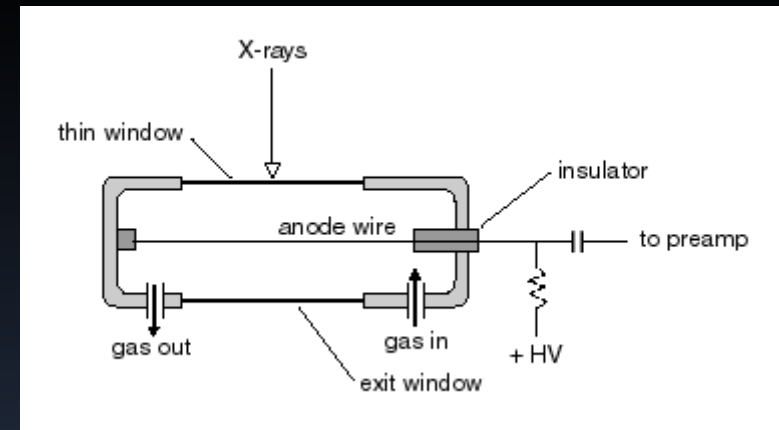 X-rays
thin window
insulator
anode wire
to preamp
gas out
gas in
+ HV
exit window